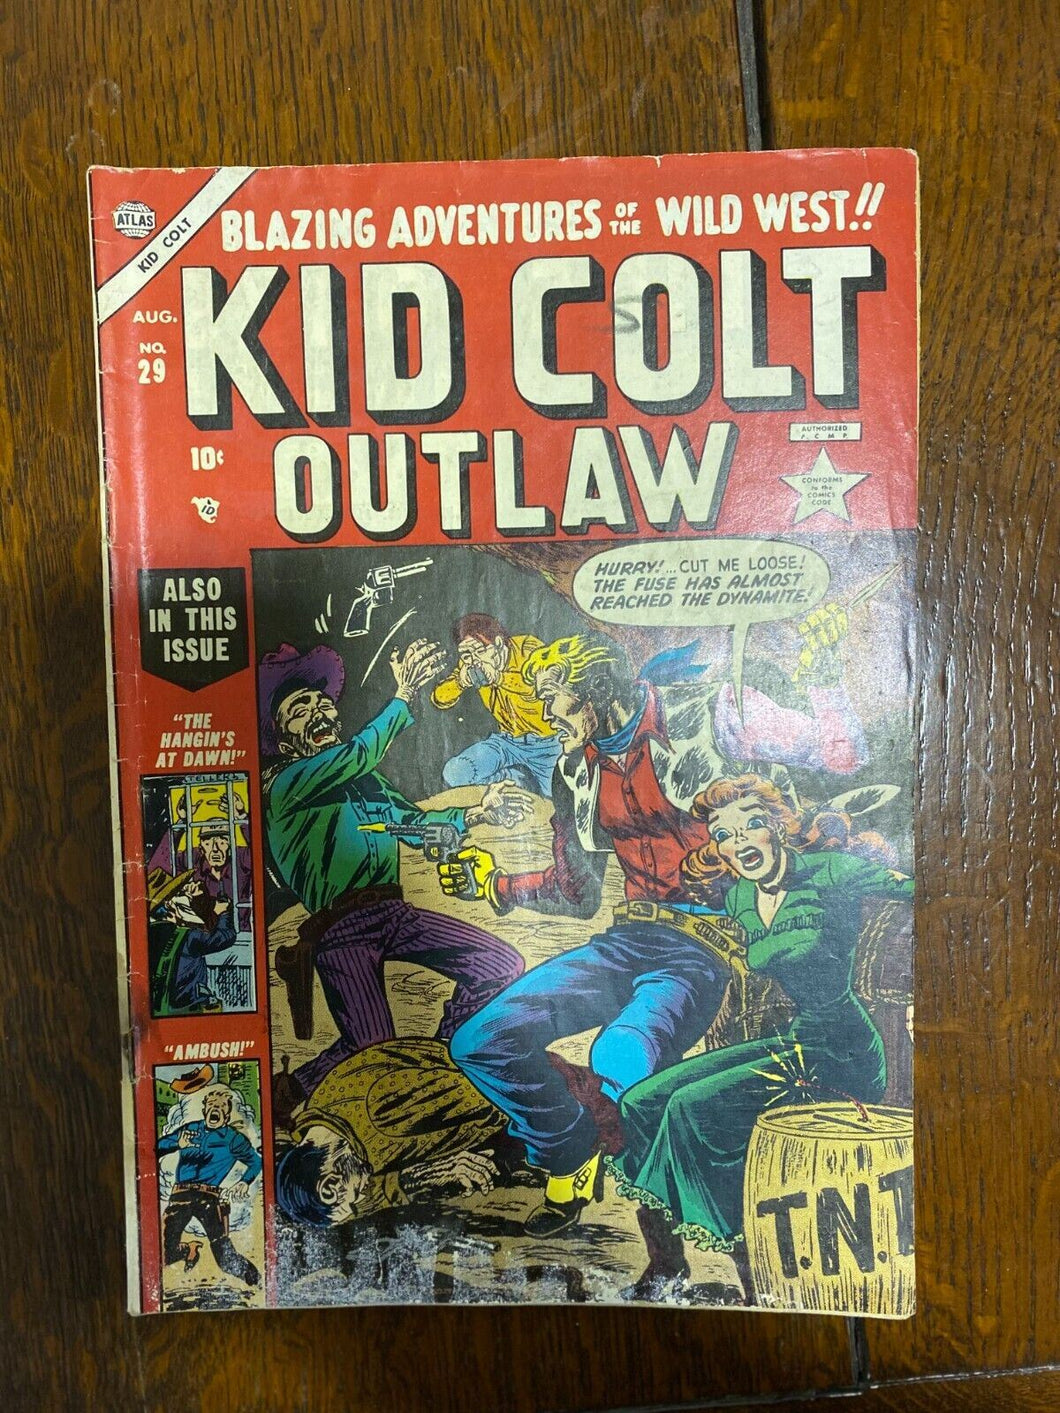 ATLAS
KID COLT
BLAZING ADVENTURES OF THE WILD WEST!!
KID COLT
OUTLAW
AUG.
NO.
29
10¢
ID
AUTHORIZED
A. C. M. P.
CONFORMS
to the
COMICS
CODE
ALSO
IN THIS
ISSUE
HURRY!...CUT ME LOOSE!
THE FUSE HAS ALMOST
REACHED THE DYNAMITE!
"THE
HANGIN'S
AT DAWN!"
"AMBUSH!"
T.N.T